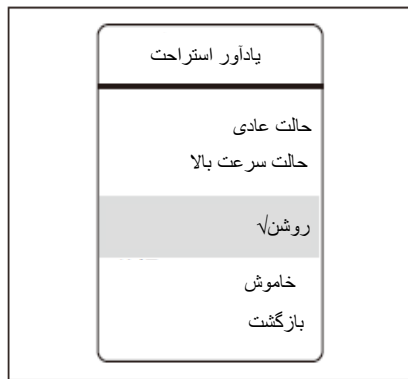 یادآور استراحت
حالت عادی
حالت سرعت بالا
روشن√
خاموش
بازگشت